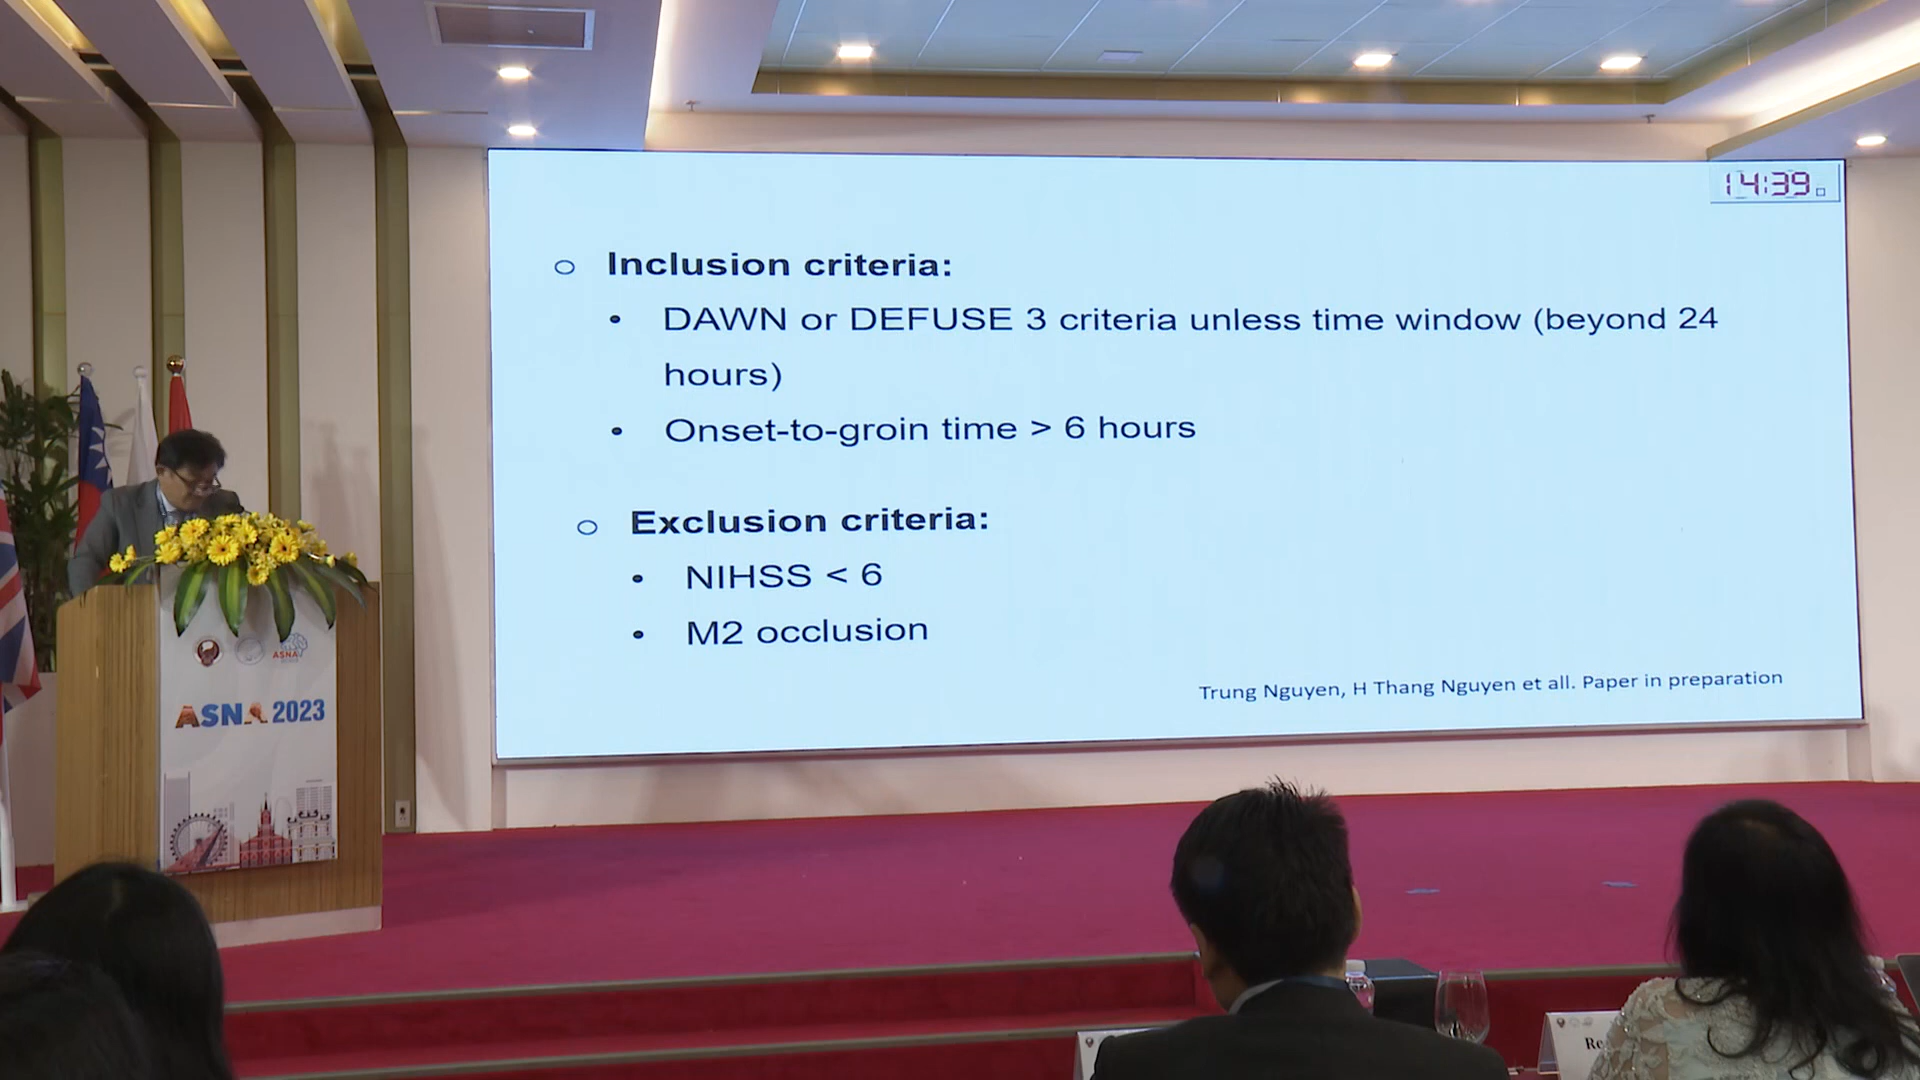 14:39
Inclusion criteria:
DAWN or DEFUSE 3 criteria unless time window (beyond 24
hours)
Onset-to-groin time > 6 hours
Exclusion criteria:
NIHSS < 6
M2 occlusion
Trung Nguyen, H Thang Nguyen et all. Paper in preparation
ASNA
ASNA 2023
Re